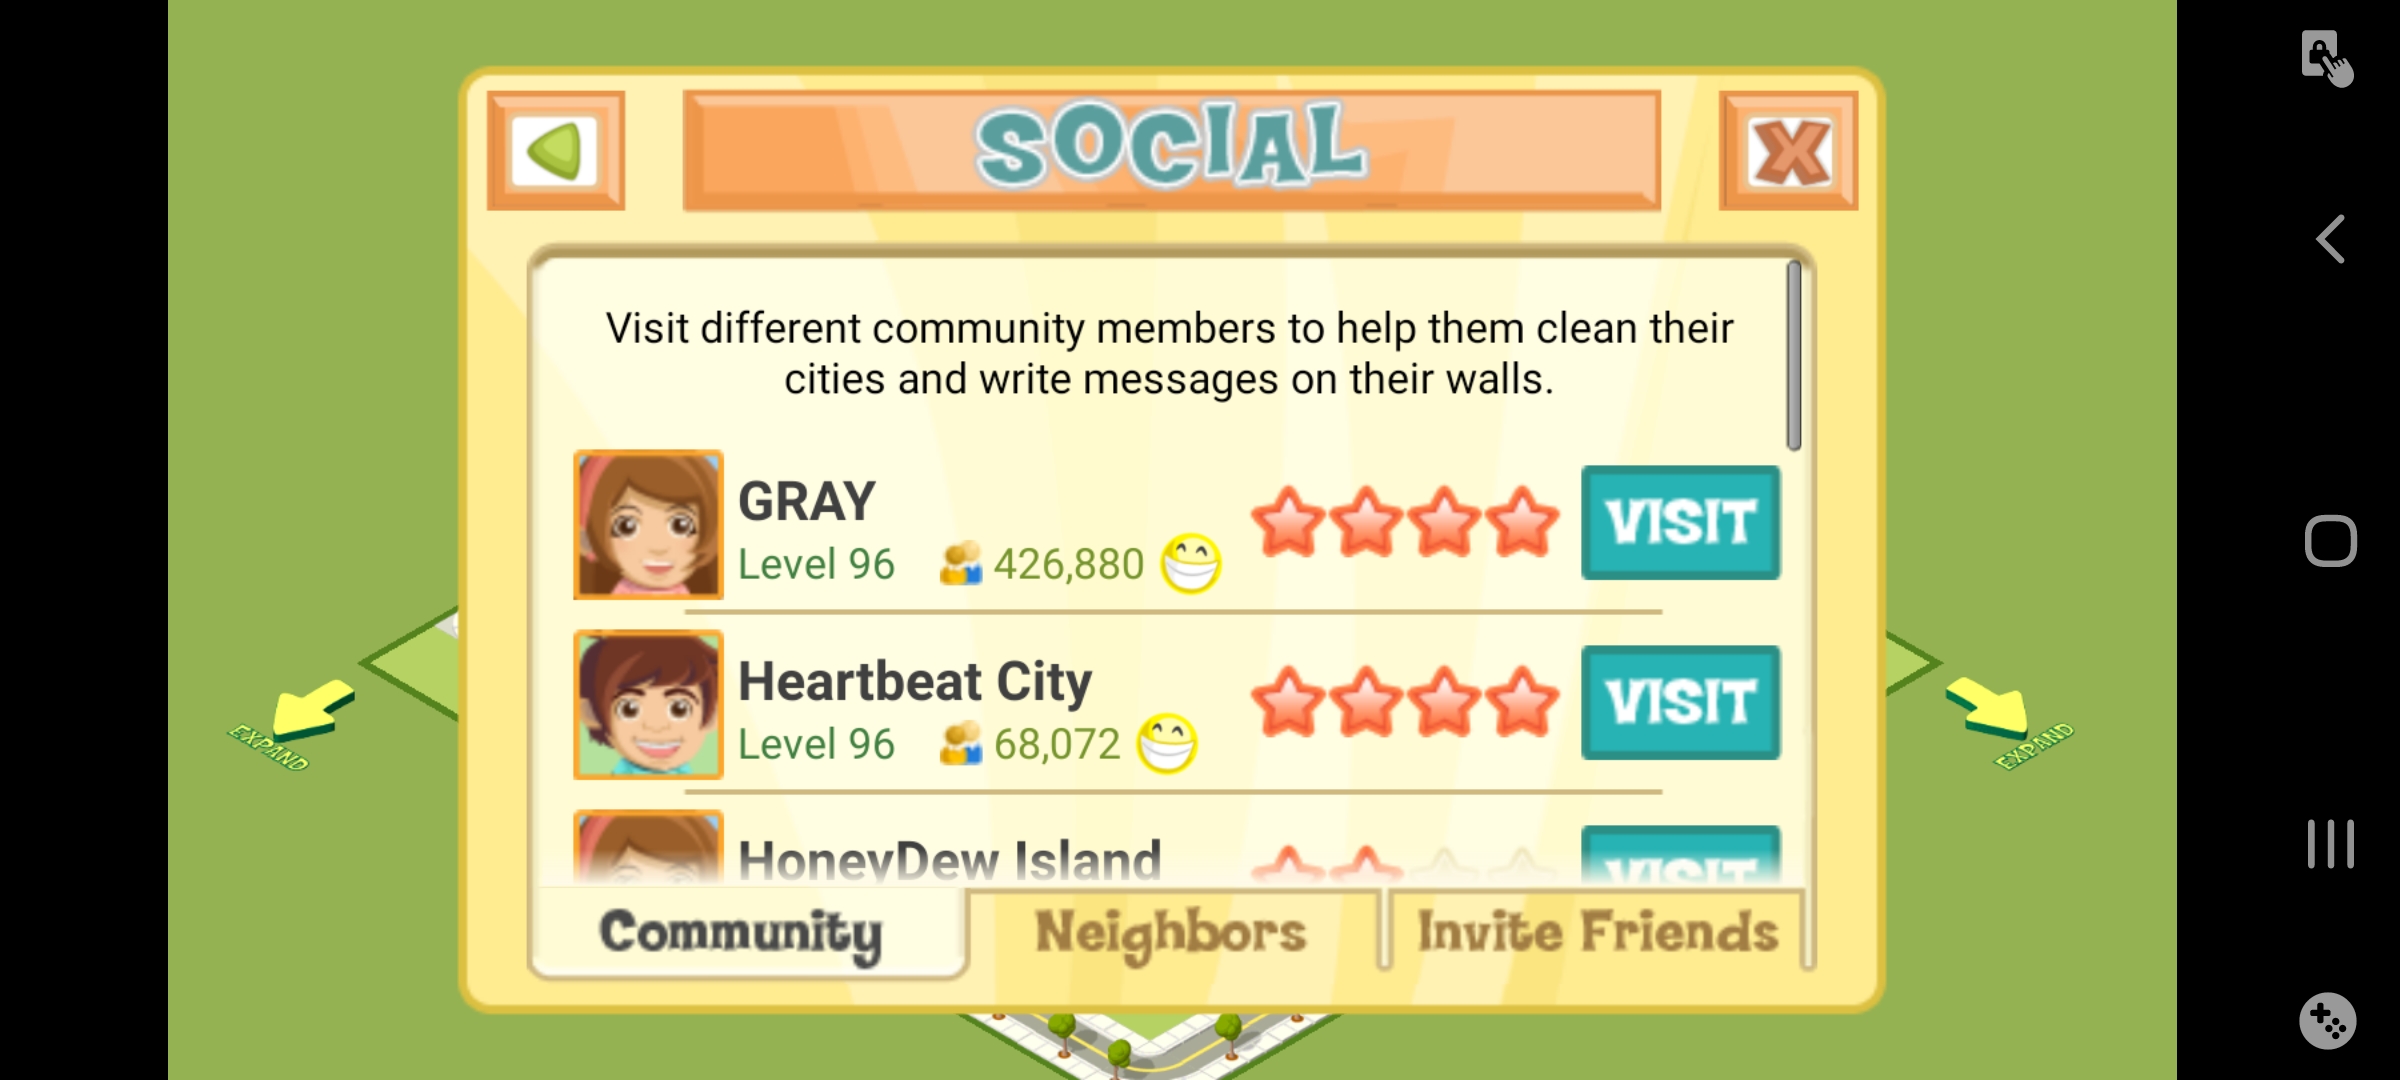 SOCIAL
Visit different community members to help them clean their
cities and write messages on their walls.
GRAY
VISIT
Level 96 426,880
Heartbeat City
VISIT
Level 96 68,072
HoneyDew Island
VISIT
EXPAND
EXPAND
Community Neighbors Invite Friends